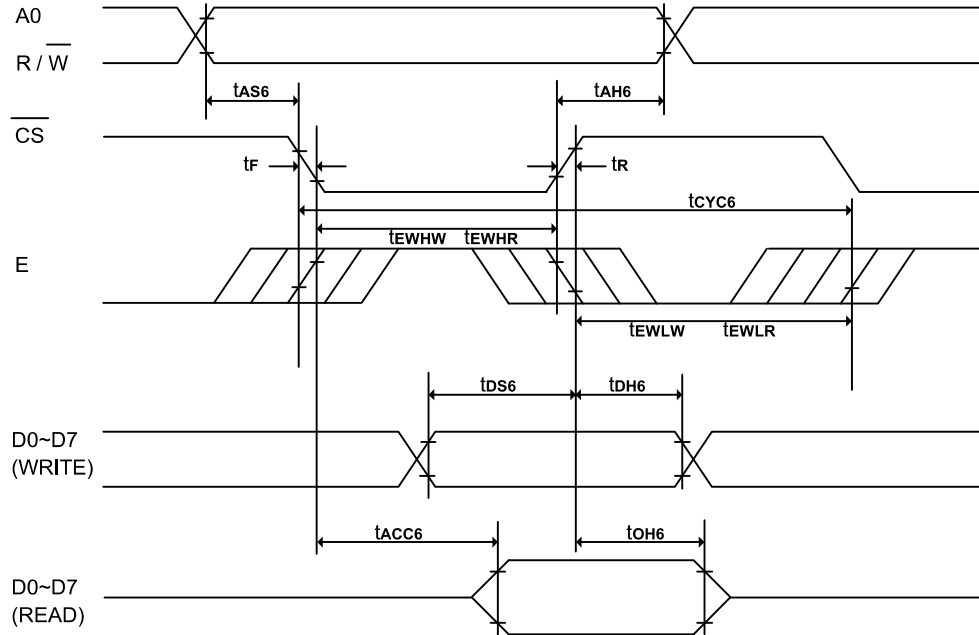 A0
R / W
tAS6 tAH6
CS
tF tR
tCYC6
tEWHW tEWHR
E
tEWLW tEWLR
tDS6 tDH6
D0~D7
(WRITE)
tACC6 tOH6
D0~D7
(READ)